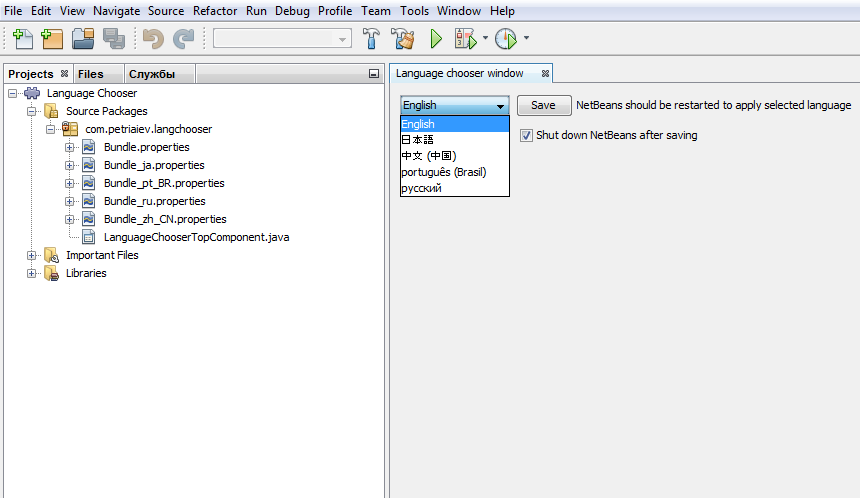 File Edit View Navigate Source Refactor Run Debug Profile Team Tools Window Help
Projects Files Службы
Language Chooser
Source Packages
com.petriaiev.langchooser
Bundle.properties
Bundle_ja.properties
Bundle_pt_BR.properties
Bundle_ru.properties
Bundle_zh_CN.properties
LanguageChooserTopComponent.java
Important Files
Libraries
Language chooser window
English Save NetBeans should be restarted to apply selected language
English
日本語
中文 (中国)
português (Brasil)
русский
Shut down NetBeans after saving